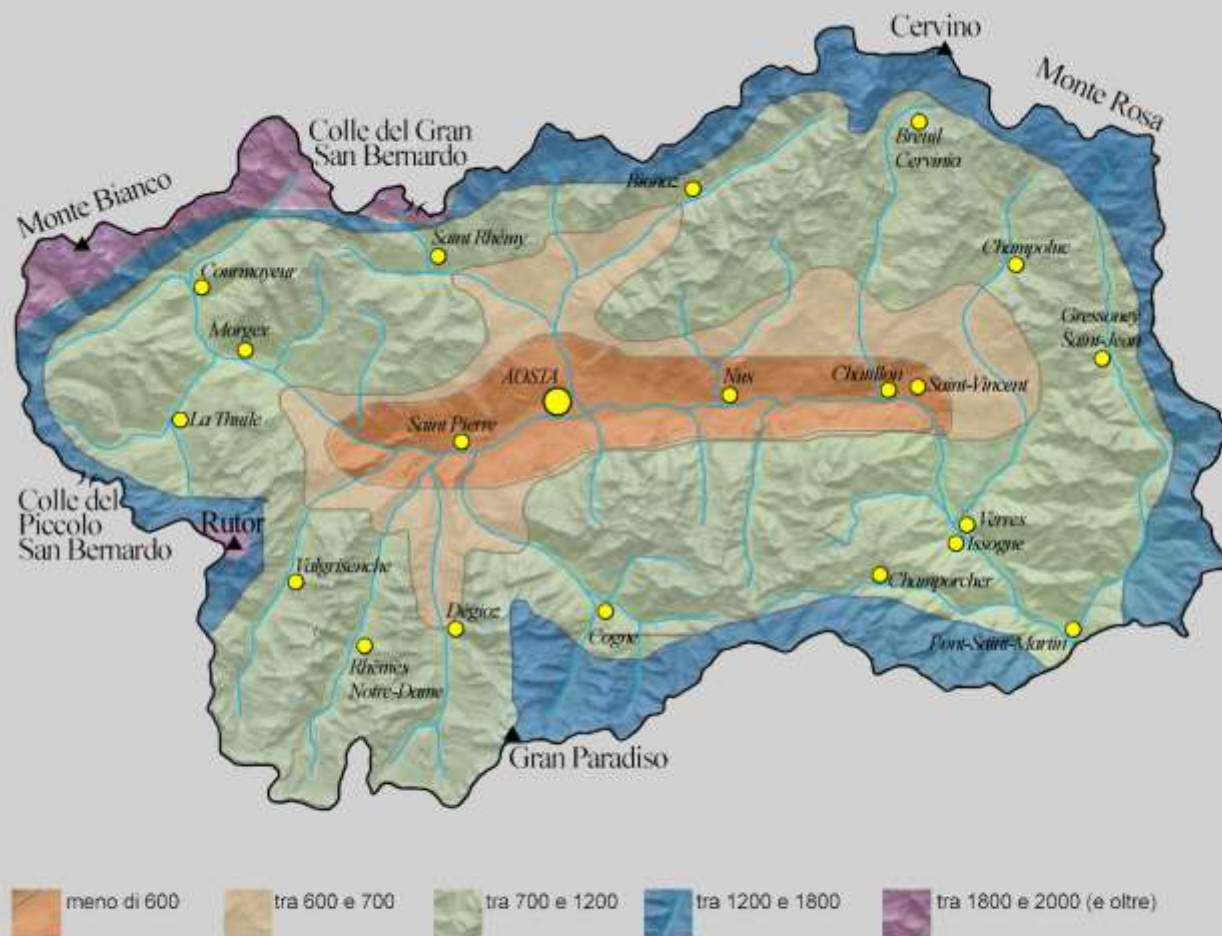 Cervino
Monte Rosa
Colle del Gran
San Bernardo
Monte Bianco
Breuil
Cervinia
Bionaz
Saint Rhémy
Champoluc
Courmayeur
Gressoney
Saint-Jean
Morgex
AOSTA
Nus
Chatillon
Saint-Vincent
La Thuile
Saint Pierre
Colle del
Piccolo
San Bernardo
Rutor
Verres
Issogne
Valgrisenche
Champorcher
Dégioz
Cogne
Pont-Saint-Martin
Rhêmes
Notre-Dame
Gran Paradiso
meno di 600
tra 600 e 700
tra 700 e 1200
tra 1200 e 1800
tra 1800 e 2000 (e oltre)